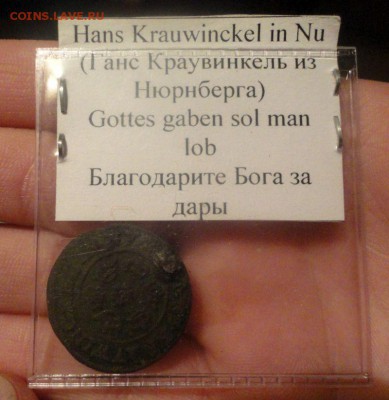 COINS.LAVE.RU
Hans Krauwinckel in Nu
(Ганс Краувинкель из
Нюрнберга)
Gottes gaben sol man
lob
Благодарите Бога за
дары